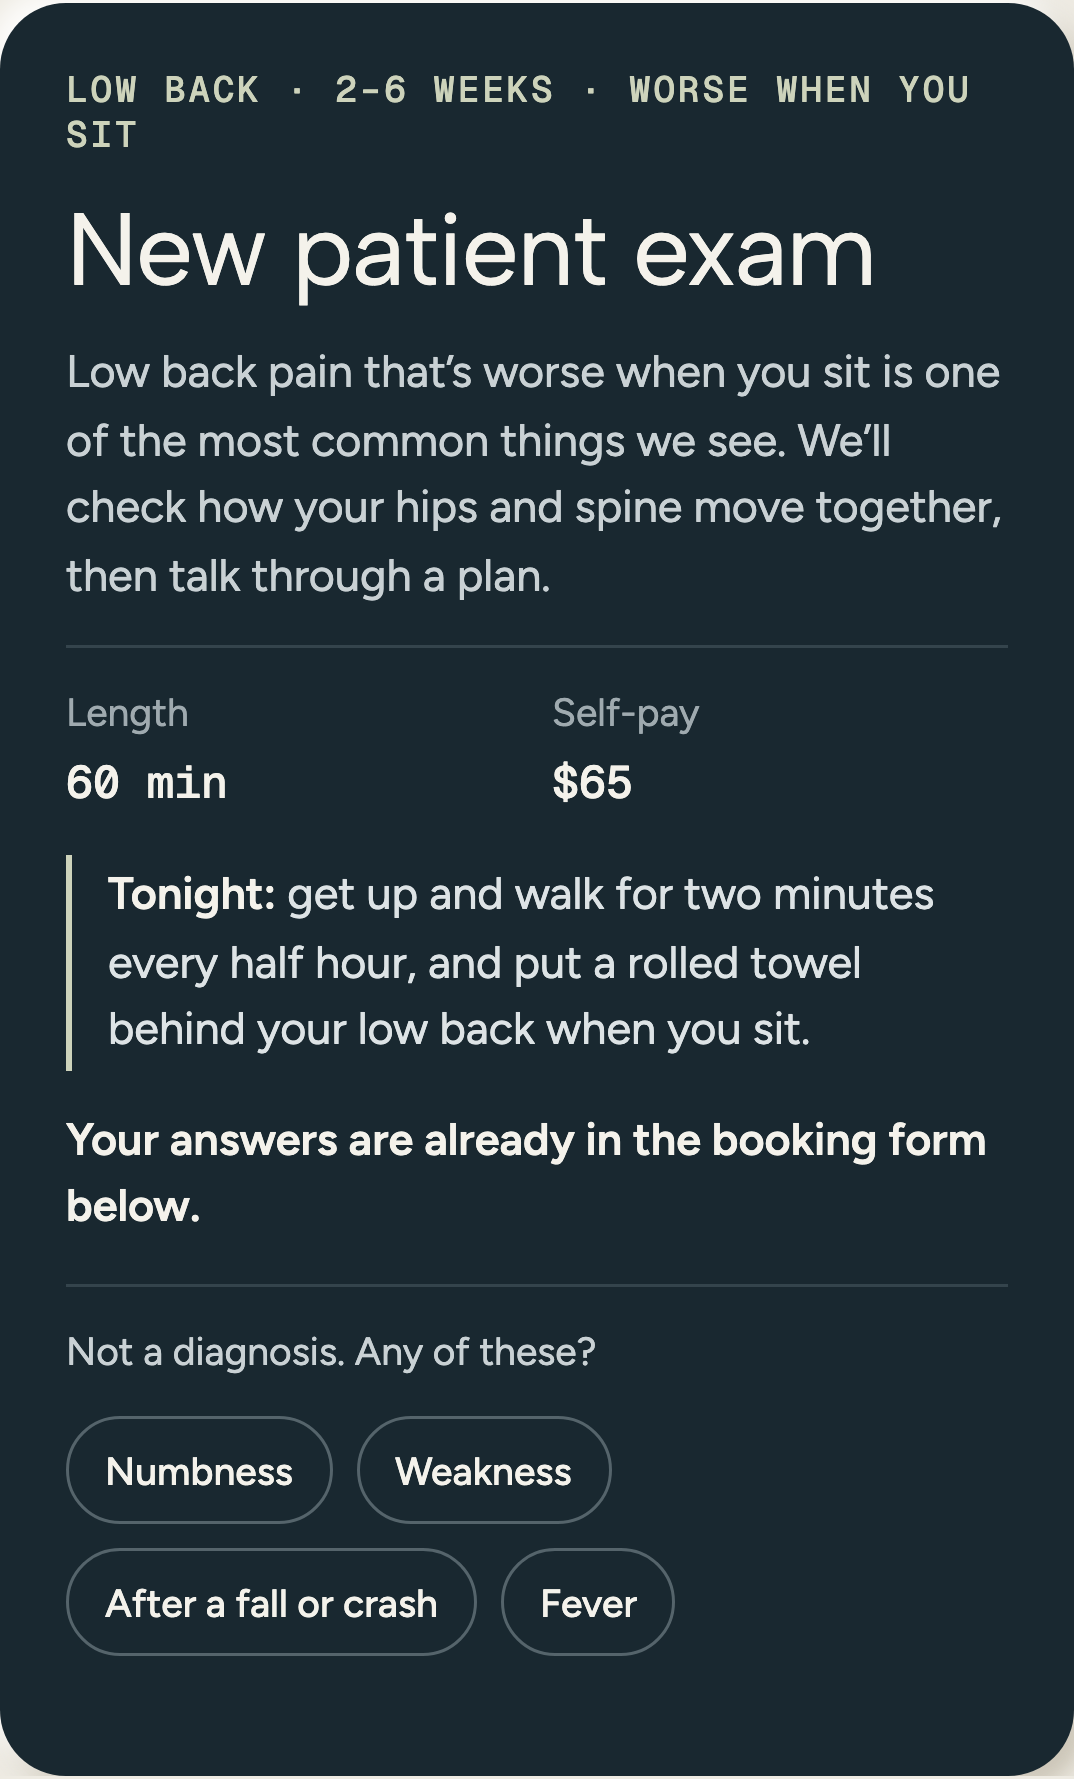 LOW BACK · 2–6 WEEKS · WORSE WHEN YOU
SIT
New patient exam
Low back pain that’s worse when you sit is one
of the most common things we see. We’ll
check how your hips and spine move together,
then talk through a plan.
Length
Self-pay
60 min
$65
Tonight: get up and walk for two minutes
every half hour, and put a rolled towel
behind your low back when you sit.
Your answers are already in the booking form
below.
Not a diagnosis. Any of these?
Numbness
Weakness
After a fall or crash
Fever